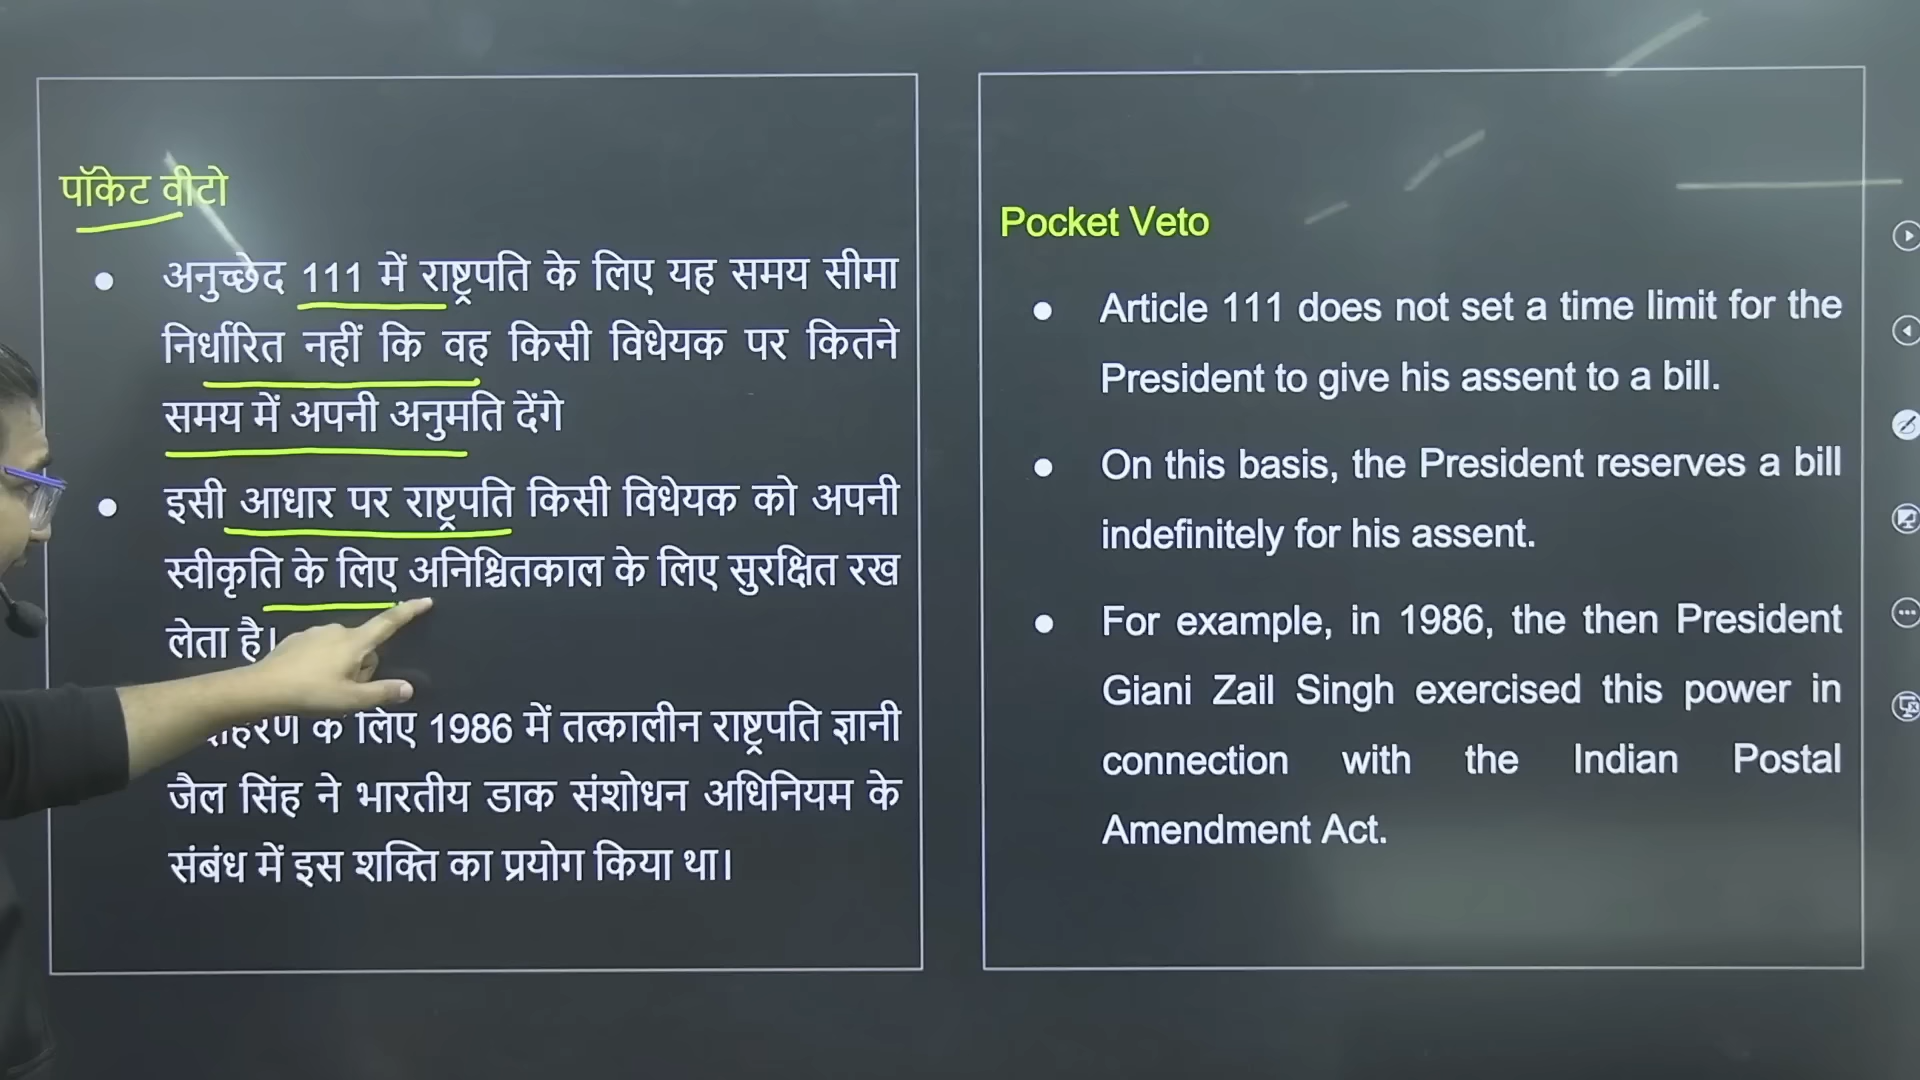 पॉकेट वीटो
अनुच्छेद 111 में राष्ट्रपति के लिए यह समय सीमा
निर्धारित नहीं कि वह किसी विधेयक पर कितने
समय में अपनी अनुमति देंगे
इसी आधार पर राष्ट्रपति किसी विधेयक को अपनी
स्वीकृति के लिए अनिश्चितकाल के लिए सुरक्षित रख
लेता है।
के लिए 1986 में तत्कालीन राष्ट्रपति ज्ञानी
जैल सिंह ने भारतीय डाक संशोधन अधिनियम के
संबंध में इस शक्ति का प्रयोग किया था।
Pocket Veto
Article 111 does not set a time limit for the
President to give his assent to a bill.
On this basis, the President reserves a bill
indefinitely for his assent.
For example, in 1986, the then President
Giani Zail Singh exercised this power in
connection with the Indian Postal
Amendment Act.